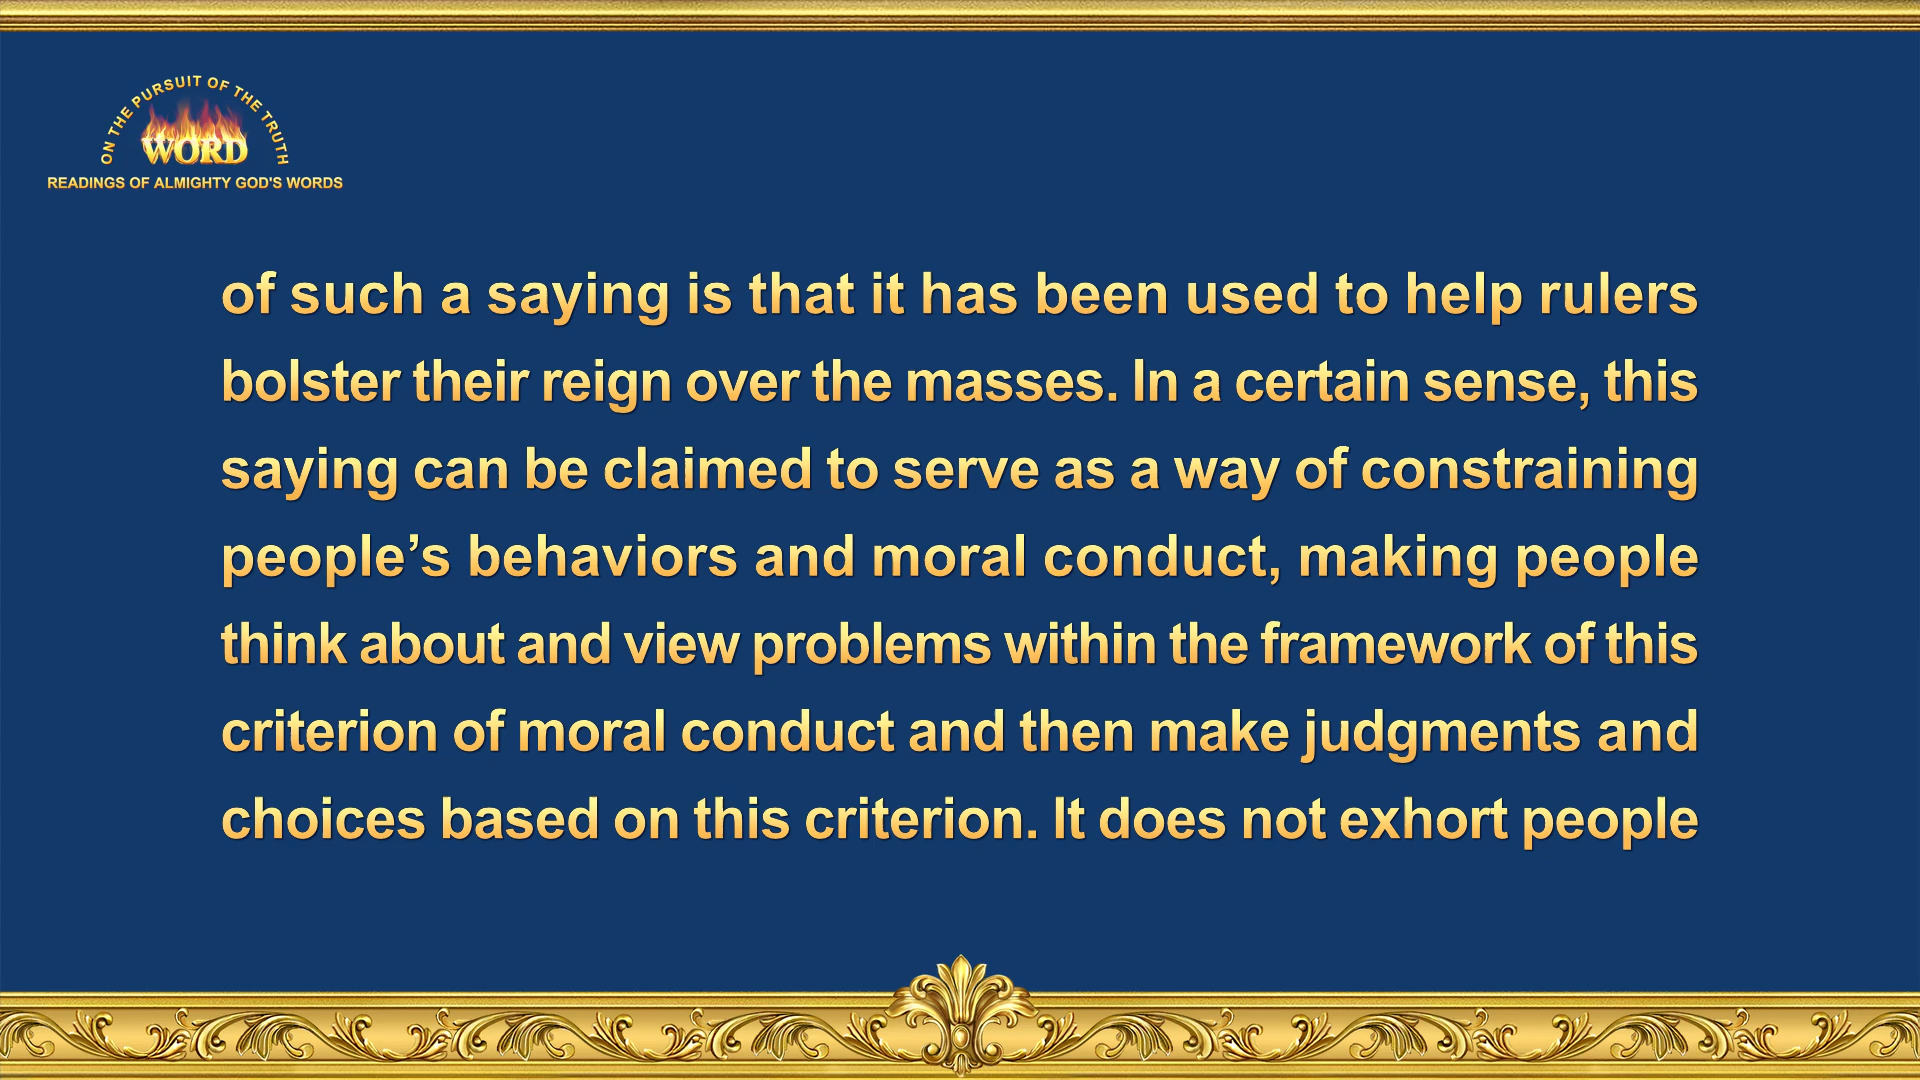 ON THE PURSUIT OF THE TRUTH
WORD
READINGS OF ALMIGHTY GOD'S WORDS
of such a saying is that it has been used to help rulers
bolster their reign over the masses. In a certain sense, this
saying can be claimed to serve as a way of constraining
people’s behaviors and moral conduct, making people
think about and view problems within the framework of this
criterion of moral conduct and then make judgments and
choices based on this criterion. It does not exhort people